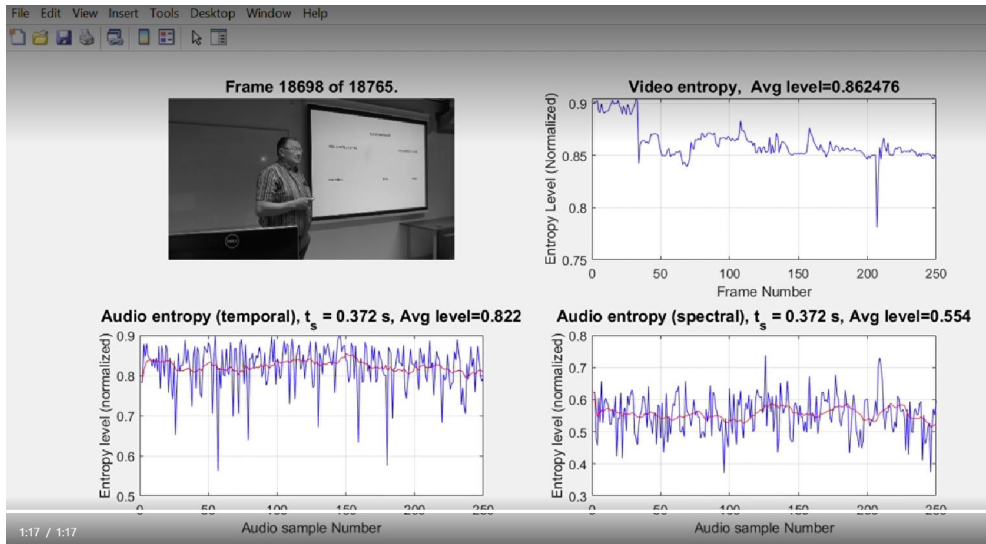 File Edit View Insert Tools Desktop Window Help
Frame 18698 of 18765.
DELL
Video entropy, Avg level=0.862476
Entropy Level (Normalized)
0.9
0.85
0.8
0.75
0 50 100 150 200 250
Frame Number
Audio entropy (temporal), ts = 0.372 s, Avg level=0.822
Entropy level (normalized)
0.9
0.8
0.7
0.6
0.5
0 50 100 150 200 250
Audio sample Number
Audio entropy (spectral), ts = 0.372 s, Avg level=0.554
Entropy level (normalized)
0.8
0.7
0.6
0.5
0.4
0.3
0 50 100 150 200 250
Audio sample Number
1:17 / 1:17